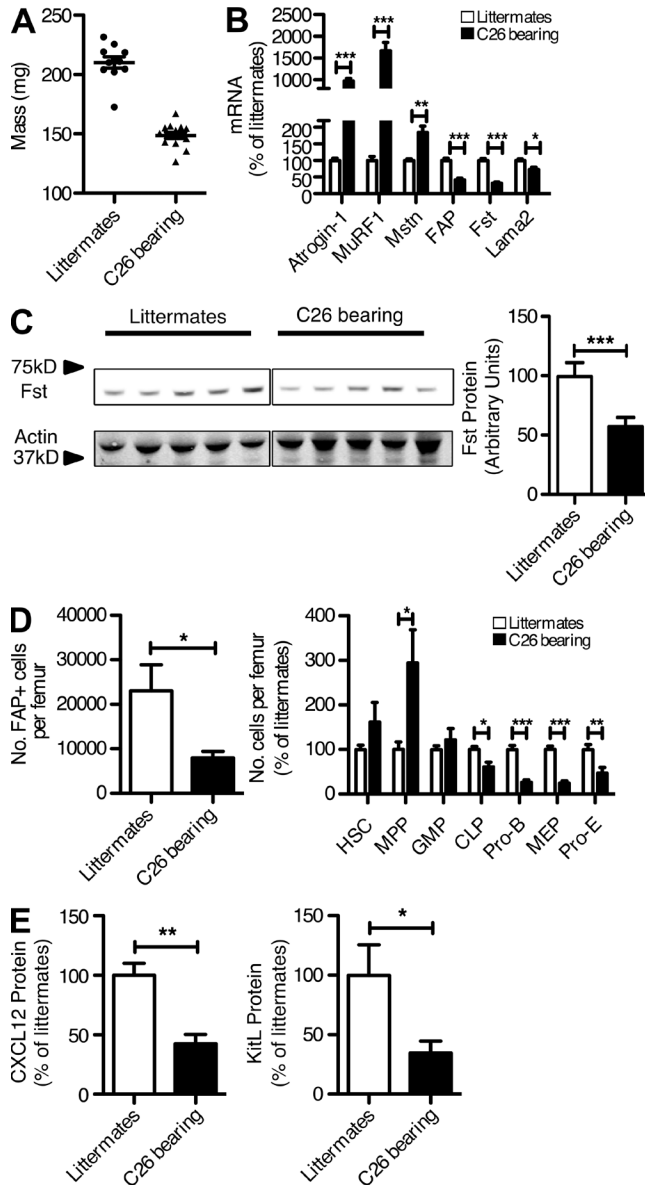 A
Mass (mg)
250
200
150
100
Littermates
C26 bearing
B
Littermates
C26 bearing
mRNA
(% of littermates)
2500
2000
1500
1000
200
150
100
50
0
***
***
**
***
***
*
Atrogin-1
MuRF1
Mstn
FAP
Fst
Lama2
C
Littermates
C26 bearing
75kD
Fst
Actin
37kD
Fst Protein
(Arbitrary Units)
150
100
50
0
***
Littermates
C26 bearing
D
No. FAP+ cells
per femur
40000
30000
20000
10000
0
*
Littermates
C26 bearing
No. cells per femur
(% of littermates)
400
300
200
100
0
Littermates
C26 bearing
*
*
***
***
**
HSC
MPP
GMP
CLP
Pro-B
MEP
Pro-E
E
CXCL12 Protein
(% of littermates)
150
100
50
0
**
Littermates
C26 bearing
KitL Protein
(% of littermates)
150
100
50
0
*
Littermates
C26 bearing